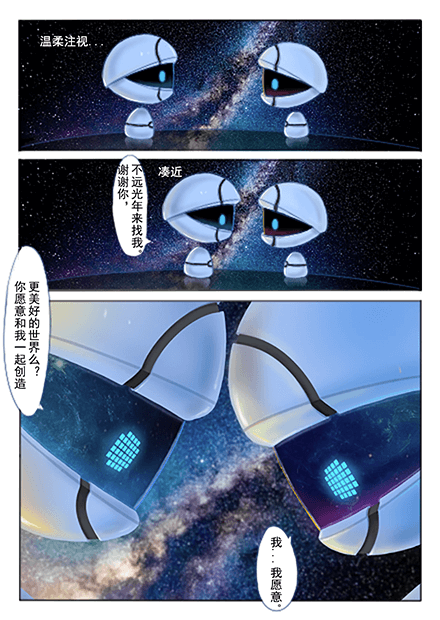 温柔注视...
凑近
谢谢你，
不远光年来找我。
你愿意和我一起创造
更美好的世界么？
我...我愿意。